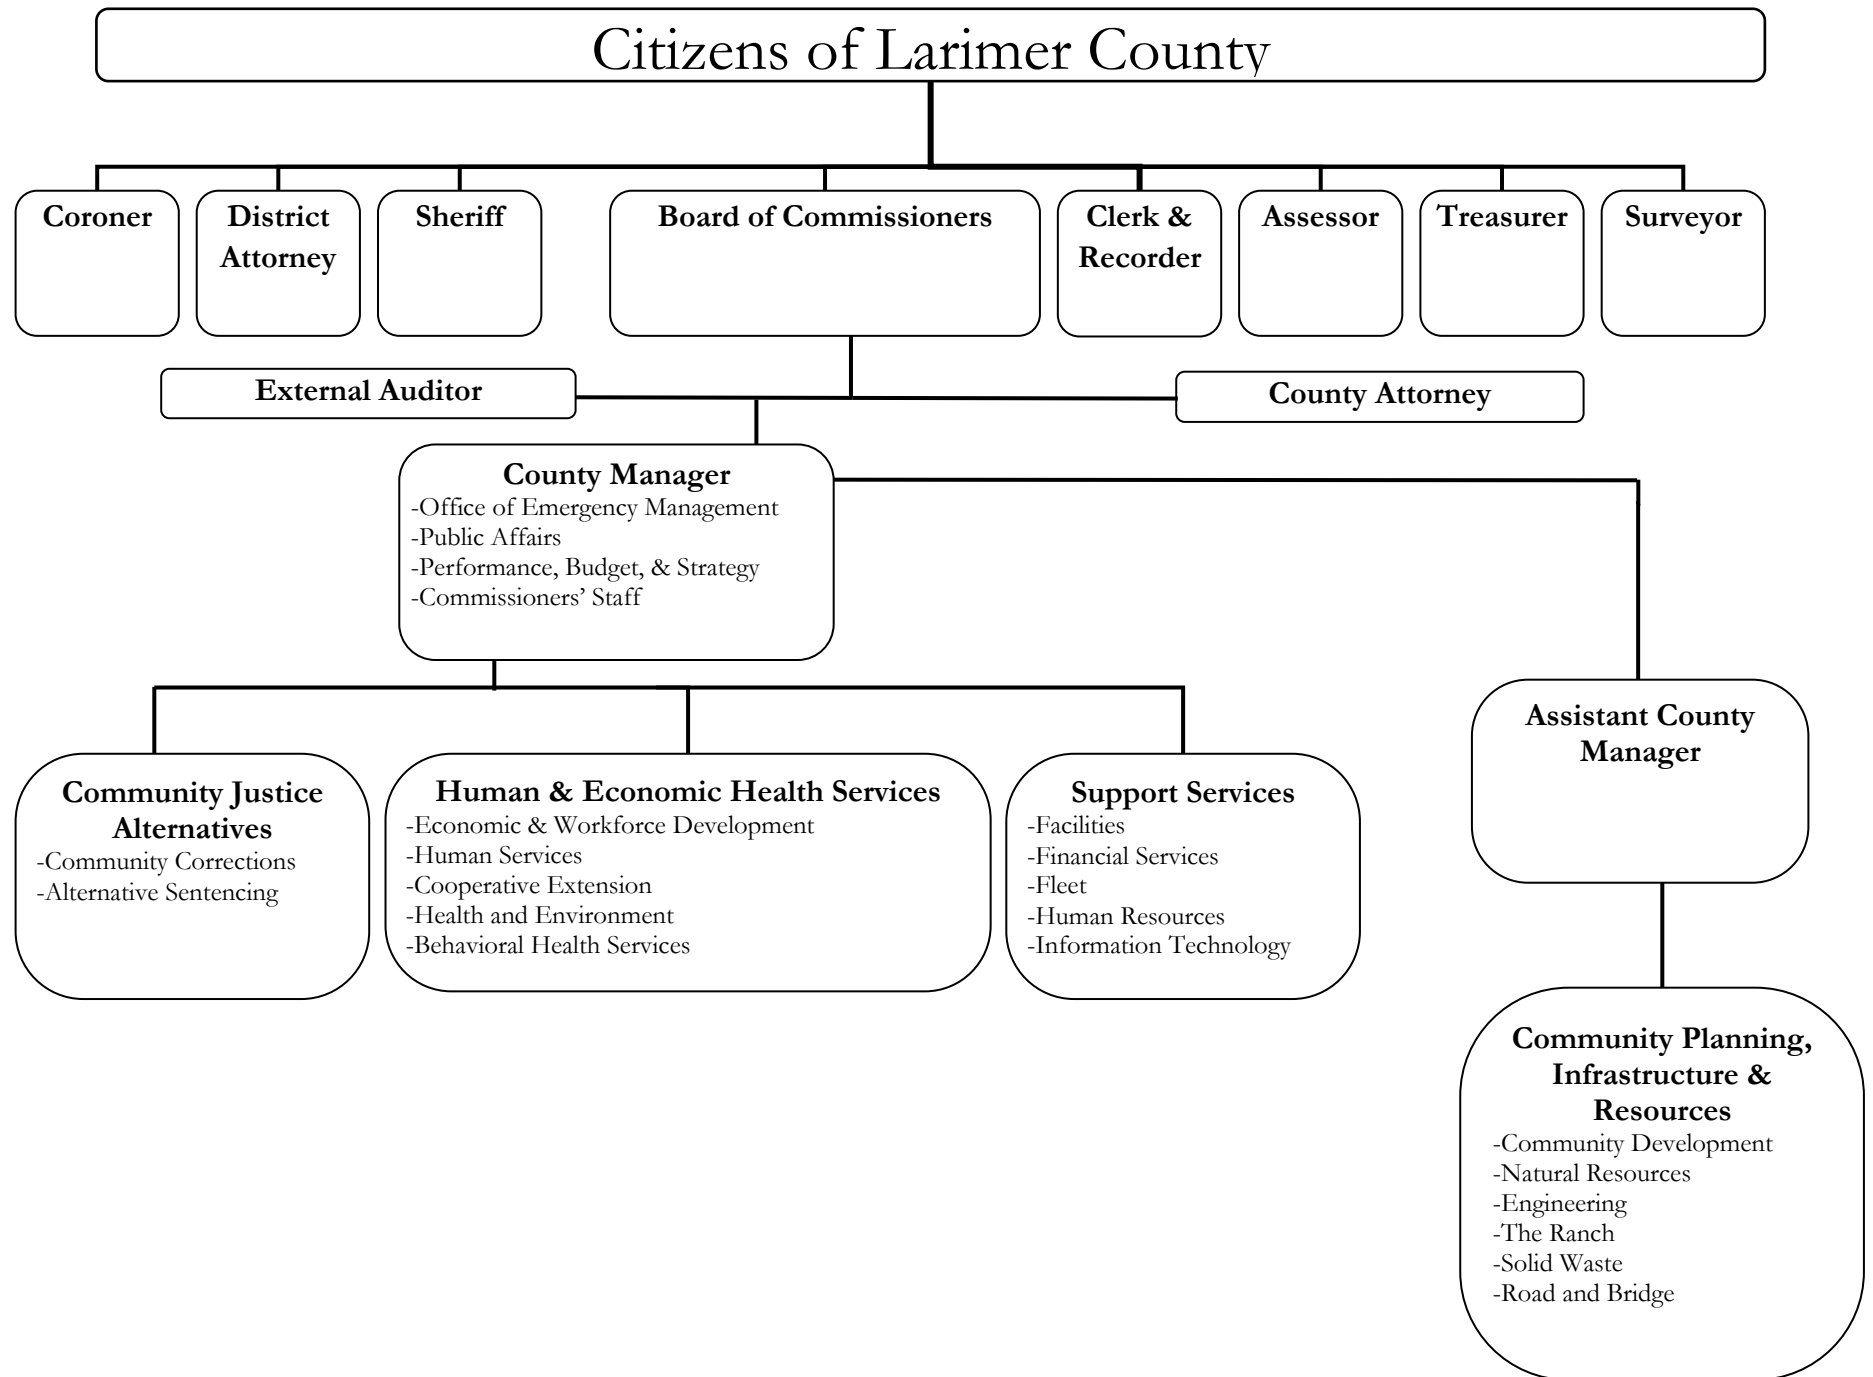 Citizens of Larimer County
Coroner
District
Attorney
Sheriff
Board of Commissioners
Clerk &
Recorder
Assessor
Treasurer
Surveyor
External Auditor
County Attorney
County Manager
-Office of Emergency Management
-Public Affairs
-Performance, Budget, & Strategy
-Commissioners’ Staff
Community Justice
Alternatives
-Community Corrections
-Alternative Sentencing
Human & Economic Health Services
-Economic & Workforce Development
-Human Services
-Cooperative Extension
-Health and Environment
-Behavioral Health Services
Support Services
-Facilities
-Financial Services
-Fleet
-Human Resources
-Information Technology
Assistant County
Manager
Community Planning,
Infrastructure &
Resources
-Community Development
-Natural Resources
-Engineering
-The Ranch
-Solid Waste
-Road and Bridge